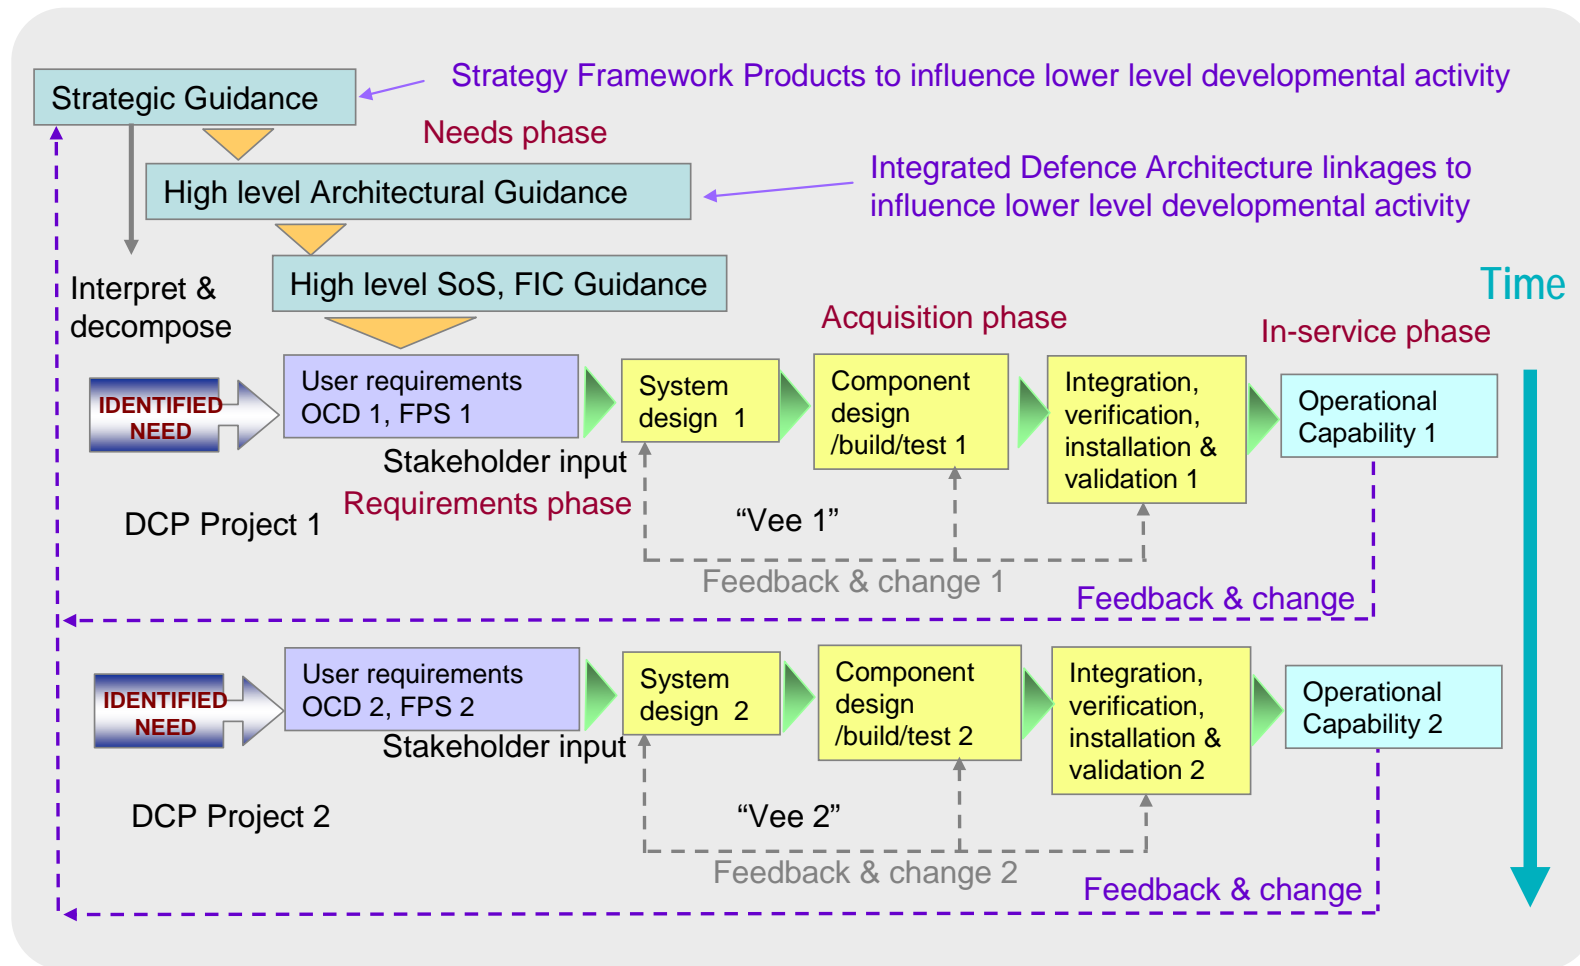 Strategy Framework Products to influence lower level developmental activity
Strategic Guidance
Needs phase
Integrated Defence Architecture linkages to
influence lower level developmental activity
High level Architectural Guidance
High level SoS, FIC Guidance
Interpret &
decompose
Time
Acquisition phase
In-service phase
IDENTIFIED
NEED
User requirements
OCD 1, FPS 1
System
design 1
Component
design
/build/test 1
Integration,
verification,
installation &
validation 1
Operational
Capability 1
Stakeholder input
Requirements phase
DCP Project 1
“Vee 1”
Feedback & change 1
Feedback & change
IDENTIFIED
NEED
User requirements
OCD 2, FPS 2
System
design 2
Component
design
/build/test 2
Integration,
verification,
installation &
validation 2
Operational
Capability 2
Stakeholder input
DCP Project 2
“Vee 2”
Feedback & change 2
Feedback & change